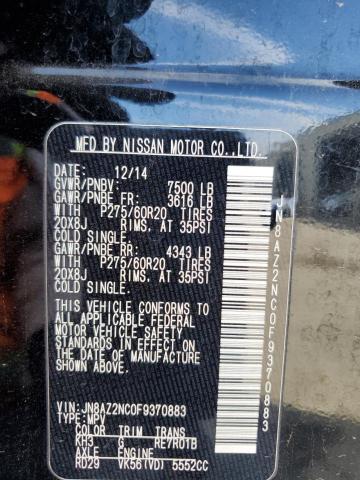 MFD BY NISSAN MOTOR CO.,LTD.
DATE: 12/14
GVWR/PNBV: 7500 LB
GAWR/PNBE FR: 3616 LB
WITH P275/60R20 TIRES
20X8J RIMS, AT 35PSI
COLD SINGLE.
GAWR/PNBE RR: 4343 LB
WITH P275/60R20 TIRES
20X8J RIMS, AT 35PSI
COLD SINGLE.
THIS VEHICLE CONFORMS TO
ALL APPLICABLE FEDERAL
MOTOR VEHICLE SAFETY
STANDARDS IN EFFECT ON
THE DATE OF MANUFACTURE
SHOWN ABOVE.
VIN:JN8AZ2NC0F9370883
TYPE:MPV
COLOR TRIM TRANS
KH3 G RE7R01B
AXLE ENGINE
RD29 VK56(VD) 5552CC
JN8AZ2NC0F9370883